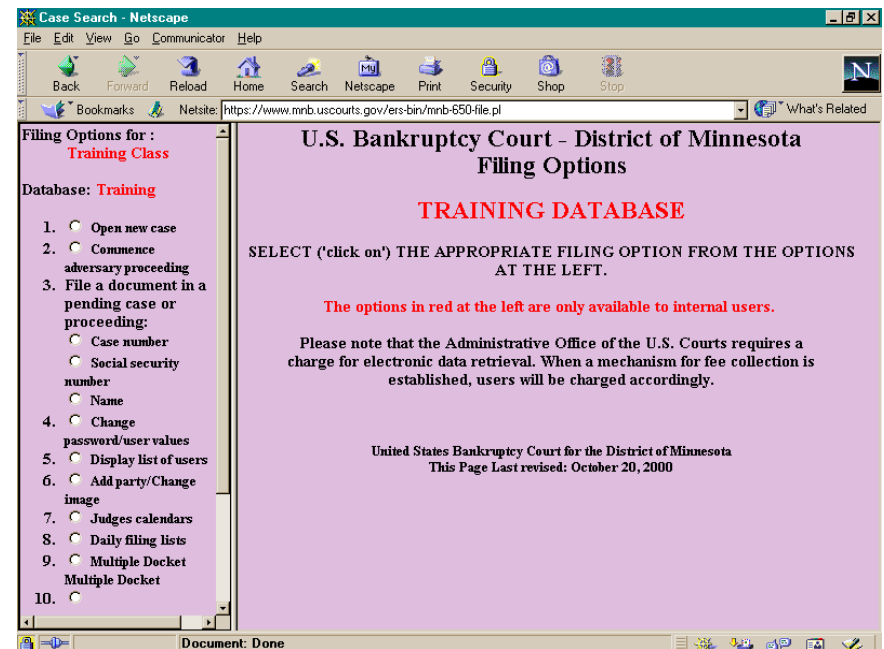 Case Search - Netscape
File Edit View Go Communicator Help
Back Forward Reload Home Search Netscape Print Security Shop Stop
My
N
Bookmarks Netsite: https://www.mnb.uscourts.gov/ers-bin/mnb-650-file.pl What's Related
Filing Options for :
Training Class
Database: Training
1. Open new case
2. Commence
adversary proceeding
3. File a document in a
pending case or
proceeding:
Case number
Social security
number
Name
4. Change
password/user values
5. Display list of users
6. Add party/Change
image
7. Judges calendars
8. Daily filing lists
9. Multiple Docket
Multiple Docket
10.
U.S. Bankruptcy Court - District of Minnesota
Filing Options
TRAINING DATABASE
SELECT ('click on') THE APPROPRIATE FILING OPTION FROM THE OPTIONS
AT THE LEFT.
The options in red at the left are only available to internal users.
Please note that the Administrative Office of the U.S. Courts requires a
charge for electronic data retrieval. When a mechanism for fee collection is
established, users will be charged accordingly.
United States Bankruptcy Court for the District of Minnesota
This Page Last revised: October 20, 2000
Document: Done